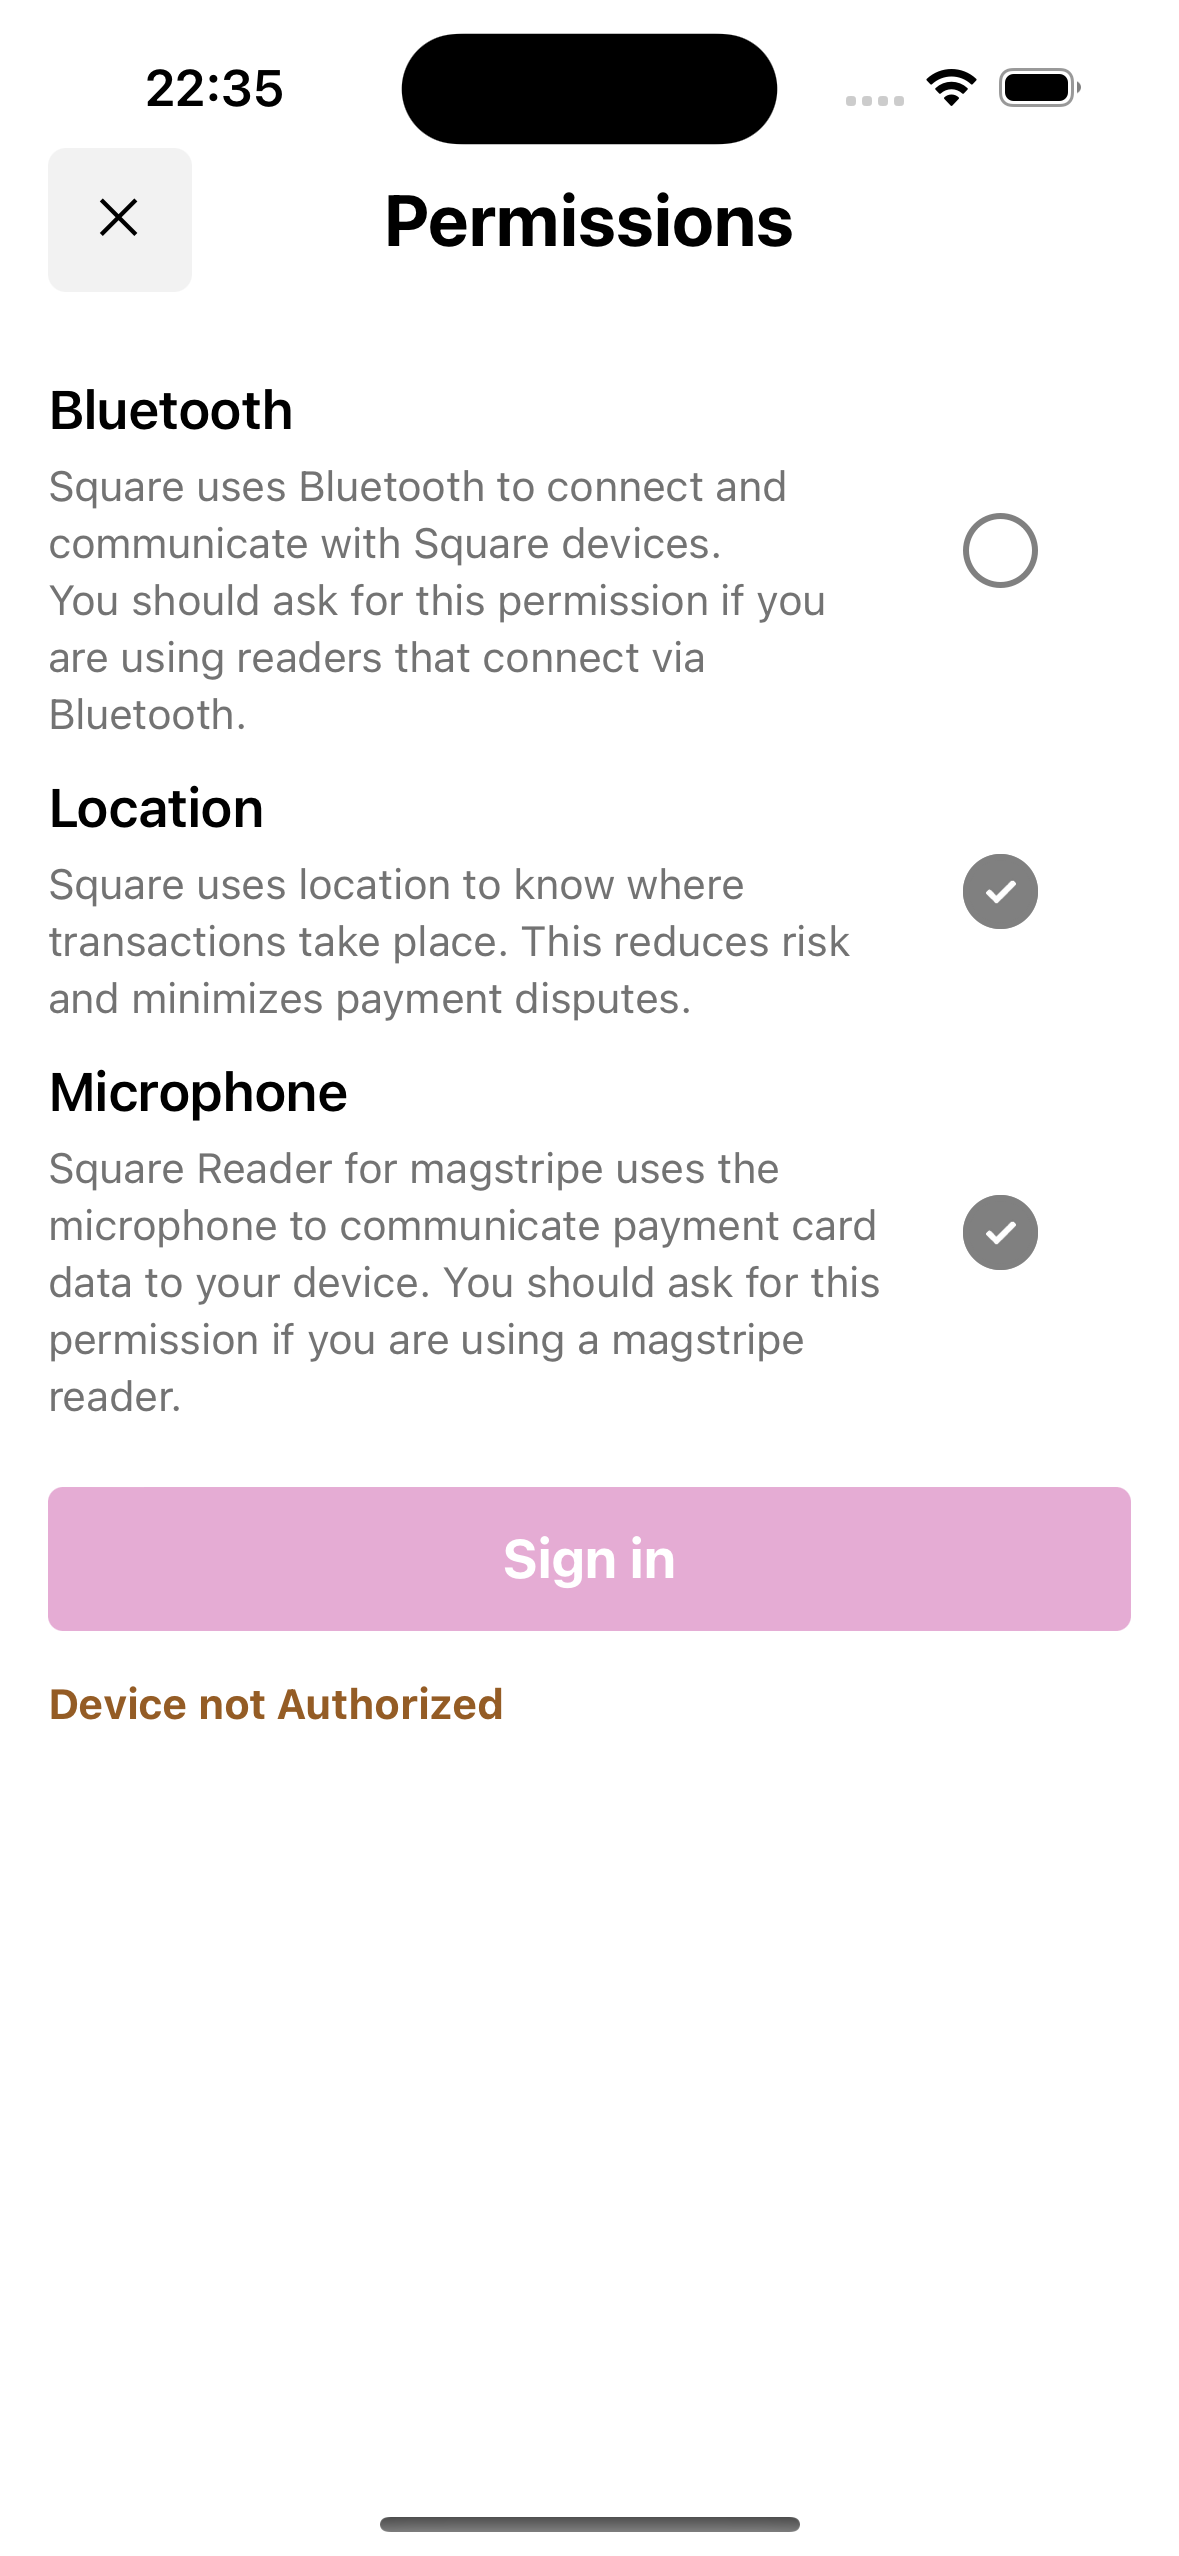 22:35
Permissions
Bluetooth
Square uses Bluetooth to connect and
communicate with Square devices.
You should ask for this permission if you
are using readers that connect via
Bluetooth.
Location
Square uses location to know where
transactions take place. This reduces risk
and minimizes payment disputes.
Microphone
Square Reader for magstripe uses the
microphone to communicate payment card
data to your device. You should ask for this
permission if you are using a magstripe
reader.
Sign in
Device not Authorized